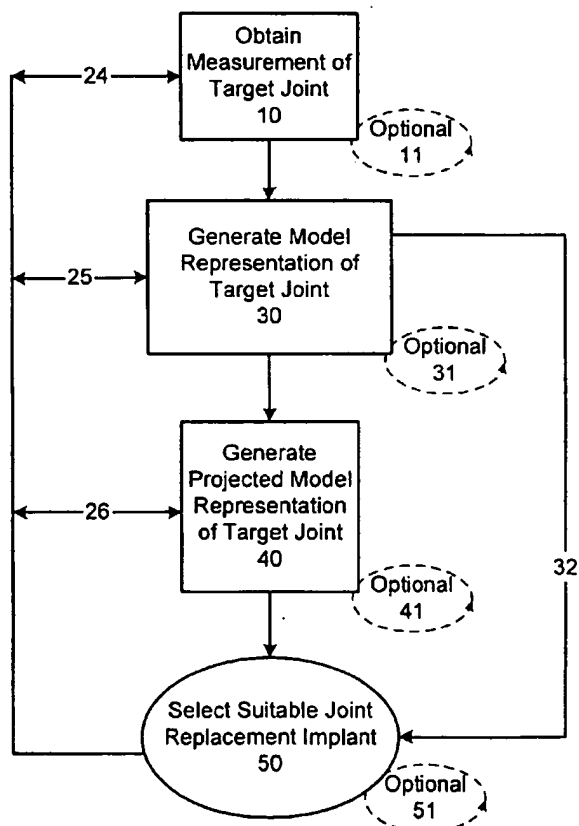 Obtain
Measurement of
Target Joint
10
24
Optional
11
Generate Model
Representation of
Target Joint
30
25
Optional
31
Generate
Projected Model
Representation
of Target Joint
40
26
32
Optional
41
Select Suitable Joint
Replacement Implant
50
Optional
51